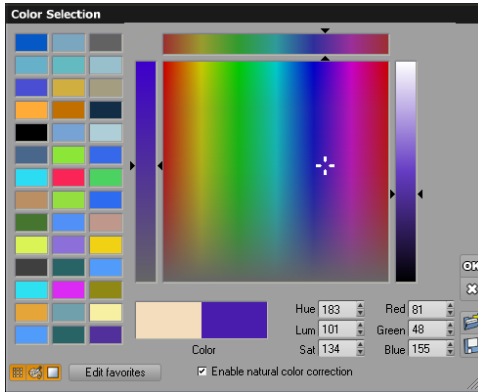 Color Selection
OK
Hue 183 Red 81
Lum 101 Green 48
Sat 134 Blue 155
Color
Edit favorites
Enable natural color correction